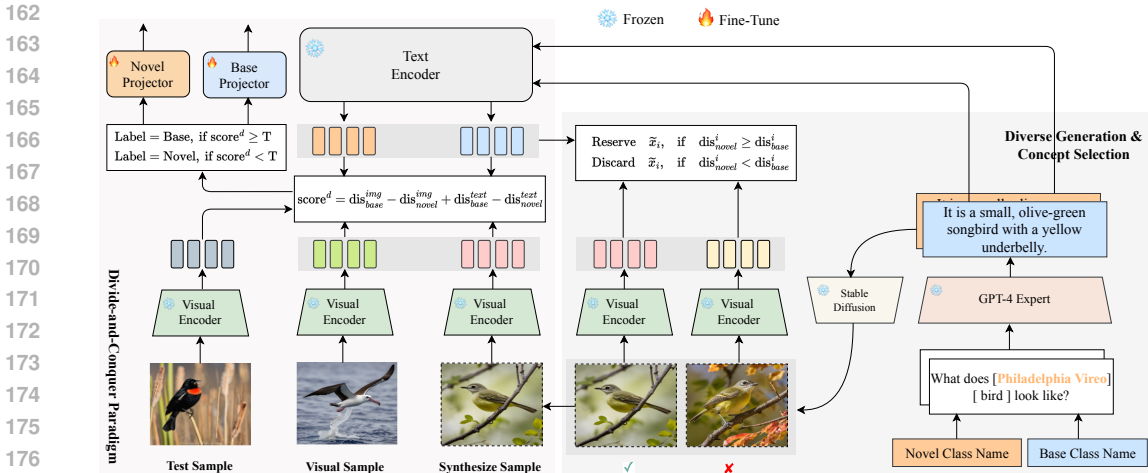 162
163
164
165
166
167
168
169
170
171
172
173
174
175
176
Frozen
Fine-Tune
Novel
Projector
Base
Projector
Text
Encoder
Label = Base, if score^d ≥ T
Label = Novel, if score^d < T
Reserve x̃_i, if dis^i_novel ≥ dis^i_base
Discard x̃_i, if dis^i_novel < dis^i_base
Diverse Generation &
Concept Selection
score^d = dis^img_base − dis^img_novel + dis^text_base − dis^text_novel
It is a small, olive-green
songbird with a yellow
underbelly.
Divide-and-Conquer Paradigm
Visual
Encoder
Visual
Encoder
Visual
Encoder
Visual
Encoder
Visual
Encoder
Stable
Diffusion
GPT-4 Expert
What does [Philadelphia Vireo]
[ bird ] look like?
Novel Class Name
Base Class Name
Test Sample
Visual Sample
Synthesize Sample
✓
✗